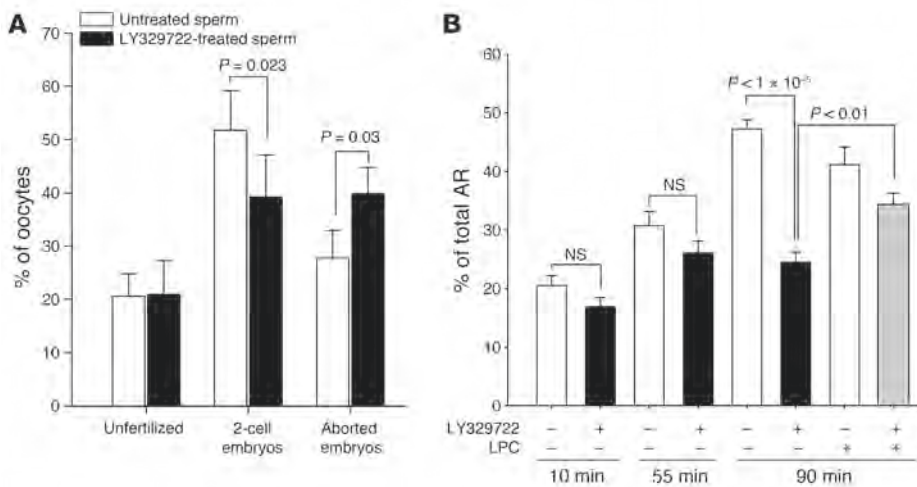 A
Untreated sperm
LY329722-treated sperm
% of oocytes
70
60
50
40
30
20
10
0
P = 0.023
P = 0.03
Unfertilized
2-cell embryos
Aborted embryos
B
% of total AR
60
50
40
30
20
10
0
NS
NS
P < 1 × 10⁻⁵
P < 0.01
LY329722 – + – + – + – +
LPC – – – – – – + +
10 min 55 min 90 min